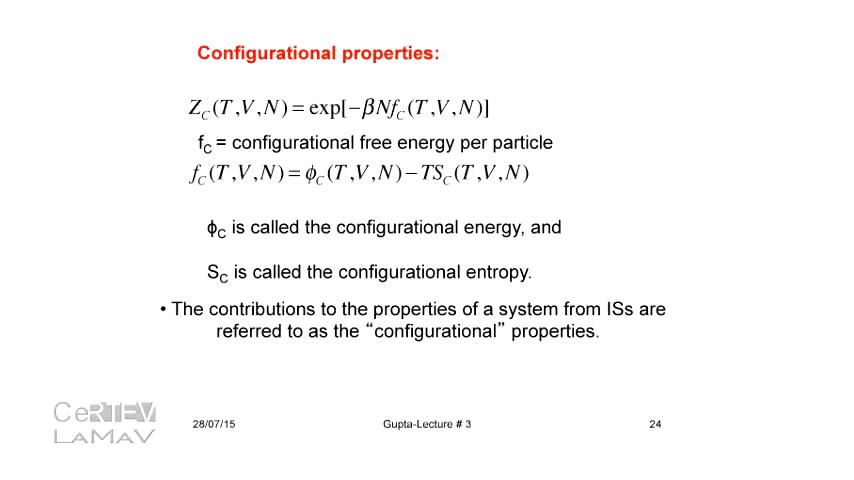 Configurational properties:
Z_C (T ,V , N ) = exp[−βNf_C (T ,V , N )]
f_C = configurational free energy per particle
f_C (T ,V , N ) = ϕ_C (T ,V , N ) − TS_C (T ,V , N )
ϕ_C is called the configurational energy, and
S_C is called the configurational entropy.
• The contributions to the properties of a system from ISs are
referred to as the “configurational” properties.
CeRTEV
LAMAV
28/07/15
Gupta-Lecture # 3
24